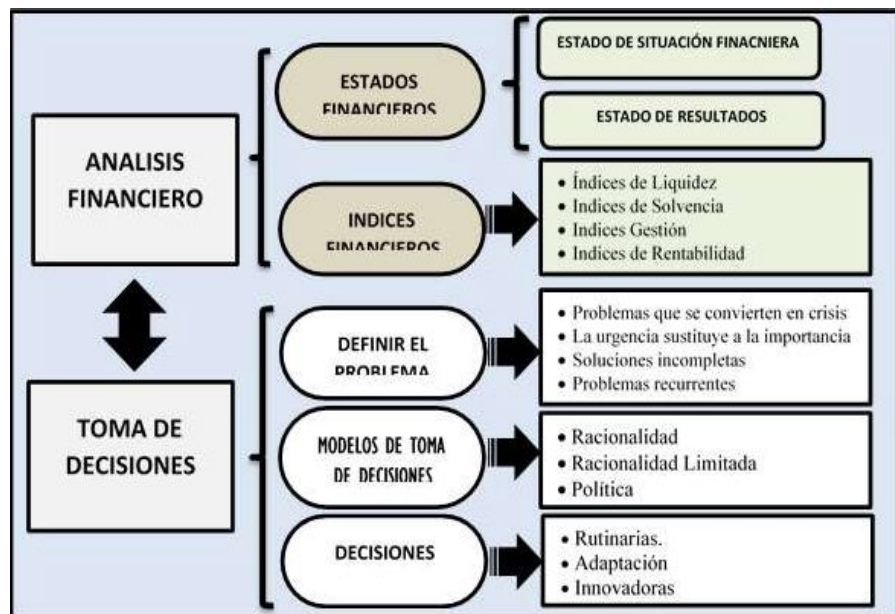 ANALISIS
FINANCIERO
ESTADOS
FINANCIEROS
ESTADO DE SITUACIÓN FINACNIERA
ESTADO DE RESULTADOS
INDICES
FINANCIEROS
• Índices de Liquidez
• Indices de Solvencia
• Indices Gestión
• Indices de Rentabilidad
TOMA DE
DECISIONES
DEFINIR EL
PROBLEMA
• Problemas que se convierten en crisis
• La urgencia sustituye a la importancia
• Soluciones incompletas
• Problemas recurrentes
MODELOS DE TOMA
DE DECISIONES
• Racionalidad
• Racionalidad Limitada
• Política
DECISIONES
• Rutinarias.
• Adaptación
• Innovadoras